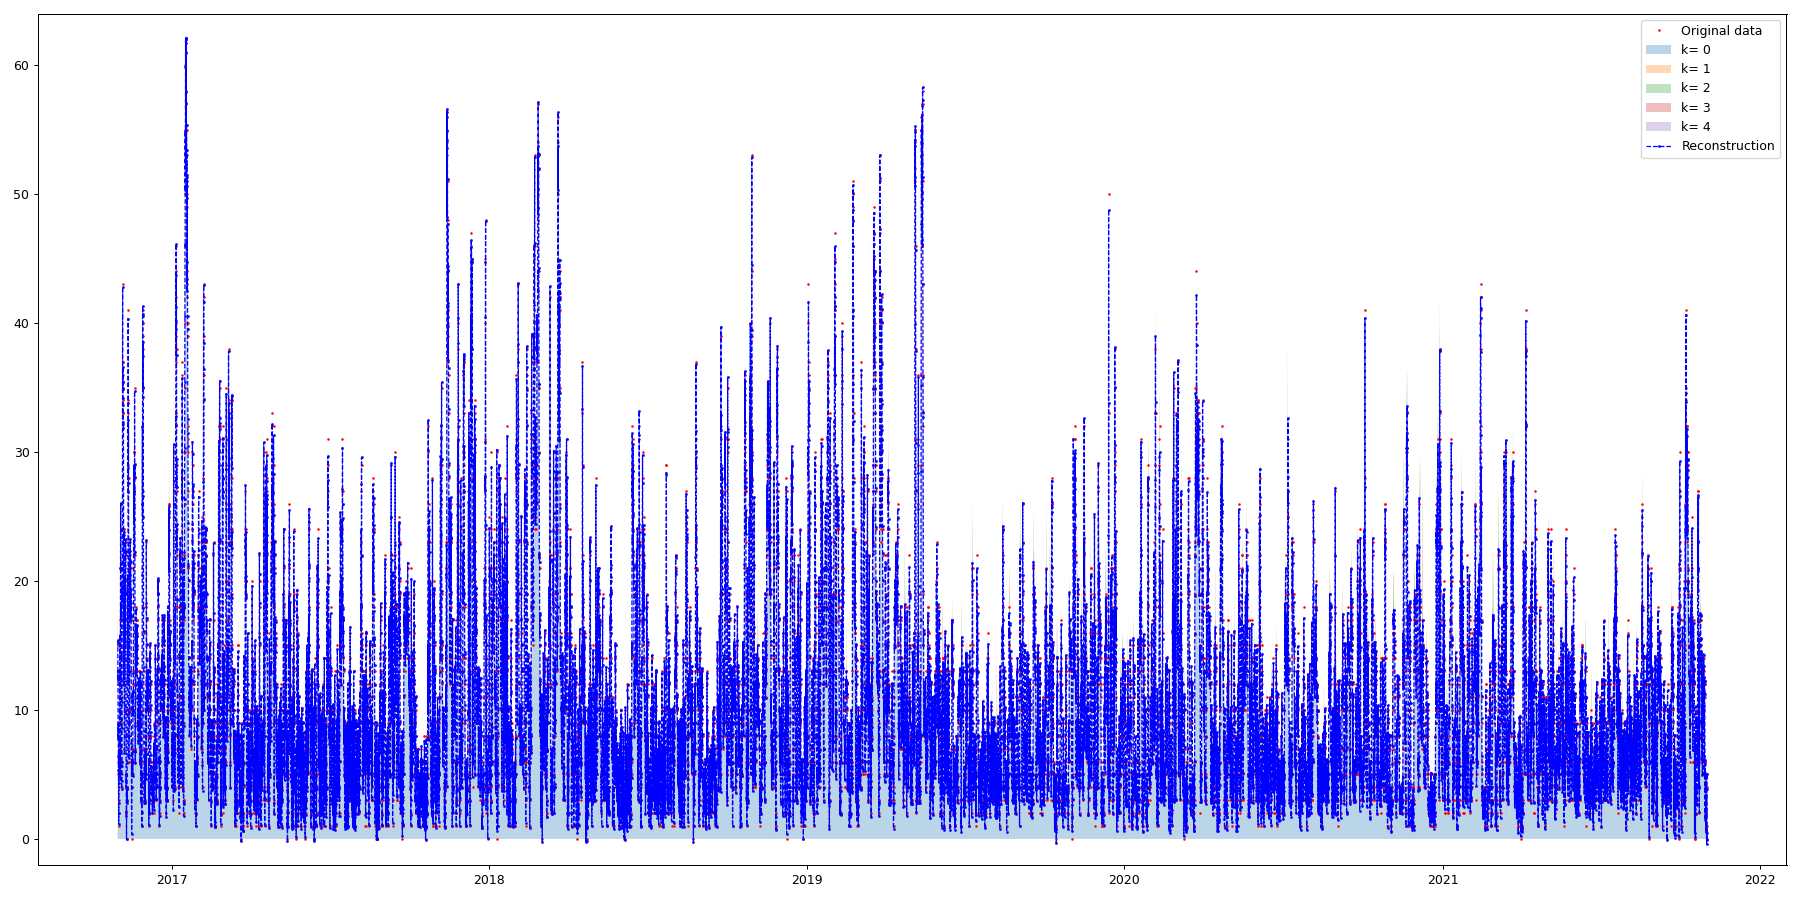 60
50
40
30
20
10
0
2017 2018 2019 2020 2021 2022
Original data
k= 0
k= 1
k= 2
k= 3
k= 4
Reconstruction